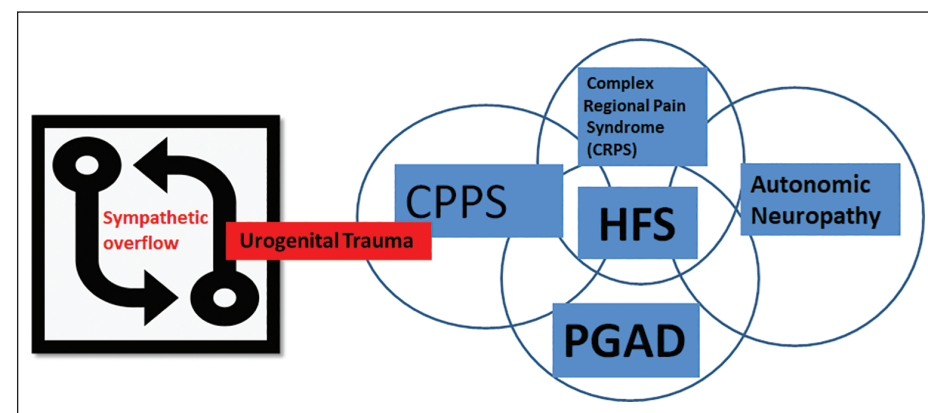 Sympathetic
overflow
Urogenital Trauma
CPPS
Complex
Regional Pain
Syndrome
(CRPS)
HFS
PGAD
Autonomic
Neuropathy